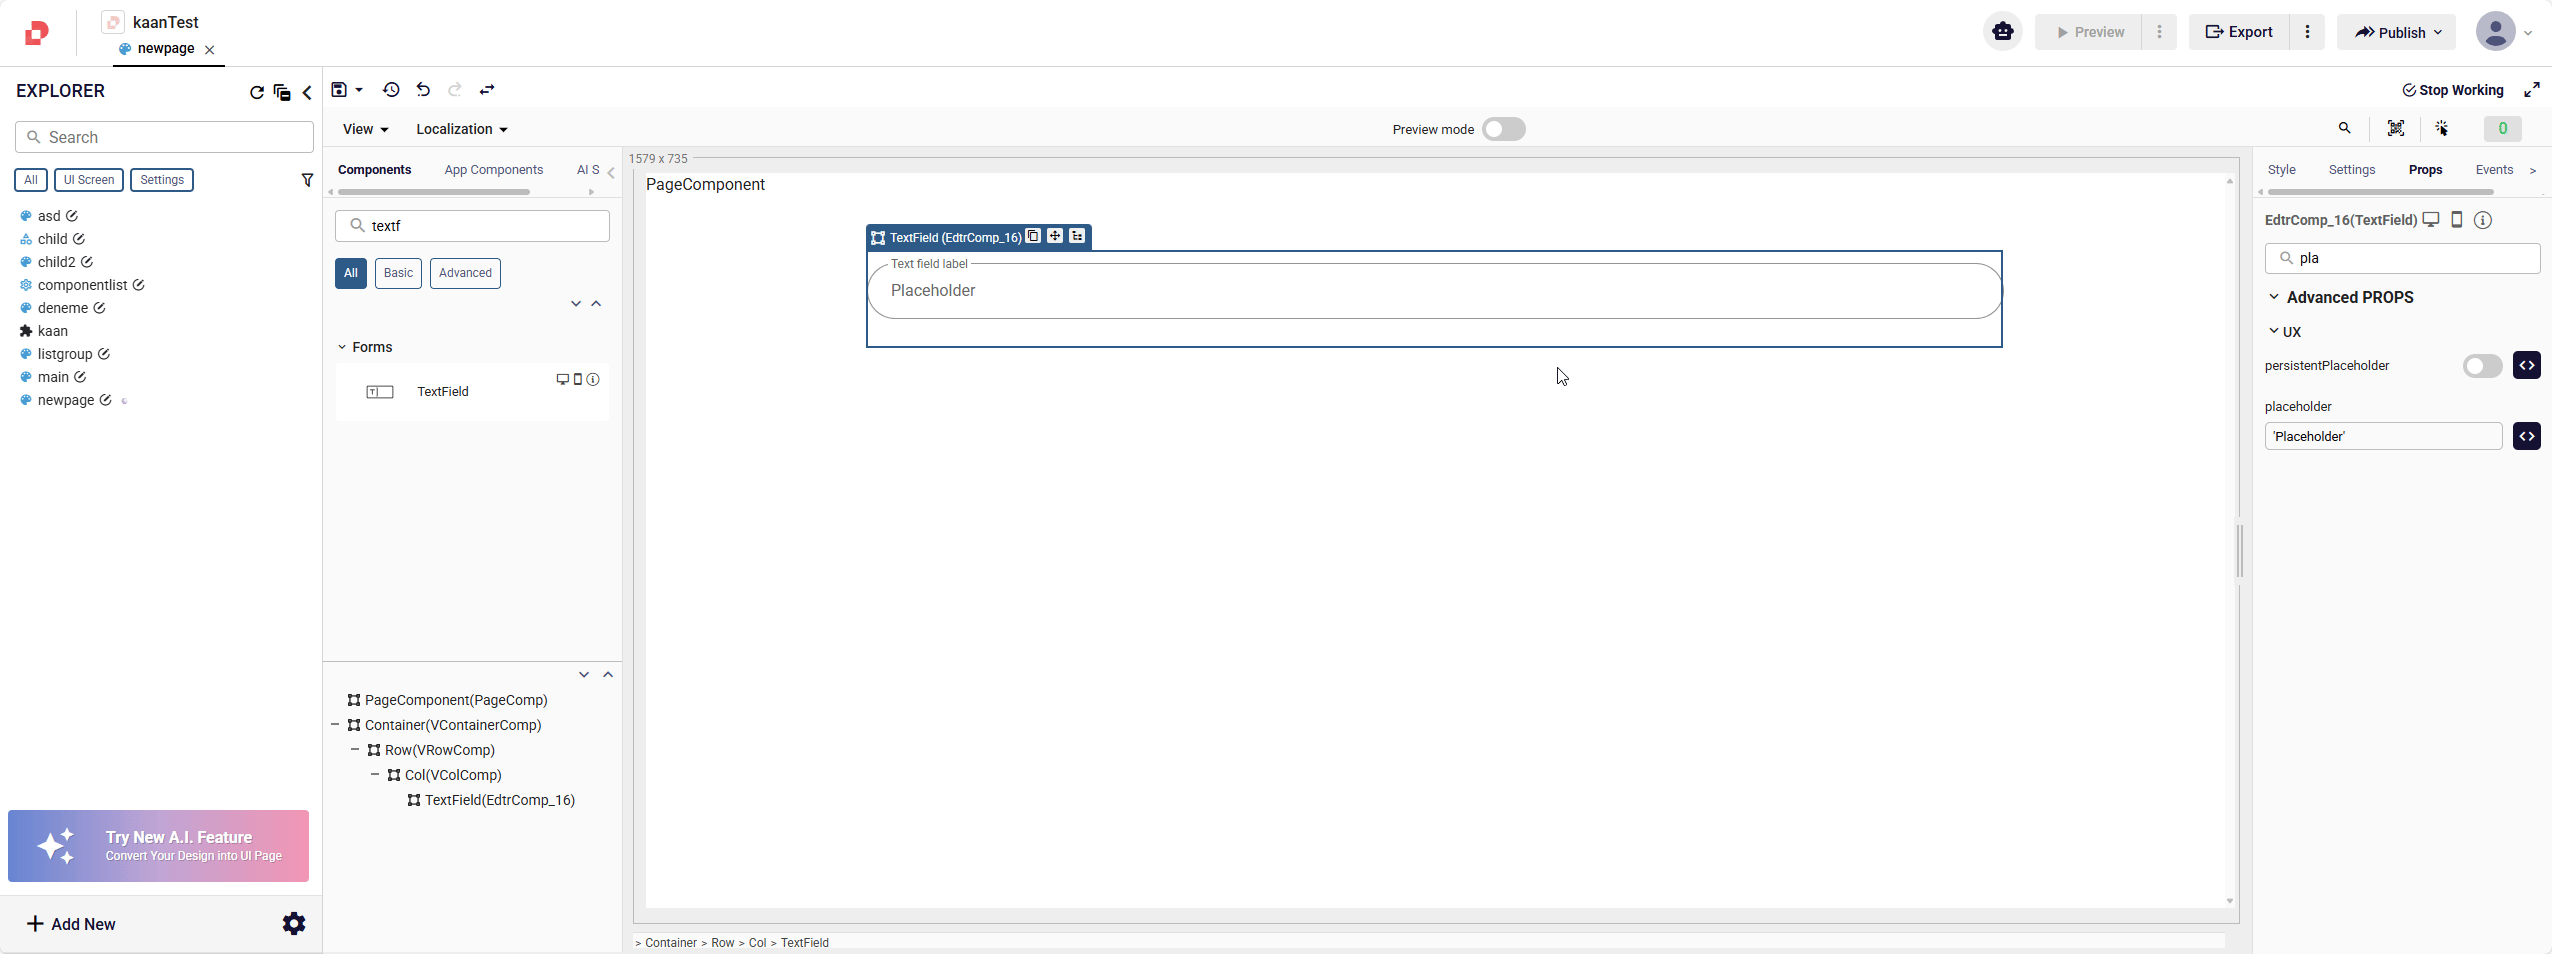 kaanTest
newpage
Preview
Export
Publish
EXPLORER
Stop Working
Search
View
Localization
Preview mode
0
All
UI Screen
Settings
Components
App Components
AI S
1579 x 735
Style
Settings
Props
Events
PageComponent
asd
child
child2
componentlist
deneme
kaan
listgroup
main
newpage
textf
All
Basic
Advanced
Forms
TextField
TextField (EdtrComp_16)
Text field label
Placeholder
EdtrComp_16(TextField)
pla
Advanced PROPS
UX
persistentPlaceholder
placeholder
'Placeholder'
PageComponent(PageComp)
Container(VContainerComp)
Row(VRowComp)
Col(VColComp)
TextField(EdtrComp_16)
Try New A.I. Feature
Convert Your Design into UI Page
Add New
> Container > Row > Col > TextField